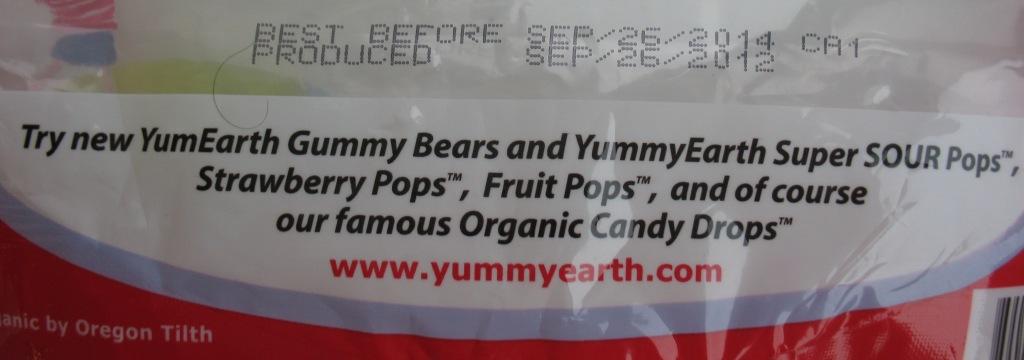 BEST BEFORE SEP/26/2014 CA1
PRODUCED SEP/26/2012
Try new YumEarth Gummy Bears and YummyEarth Super SOUR Pops™,
Strawberry Pops™, Fruit Pops™, and of course
our famous Organic Candy Drops™
www.yummyearth.com
by Oregon Tilth